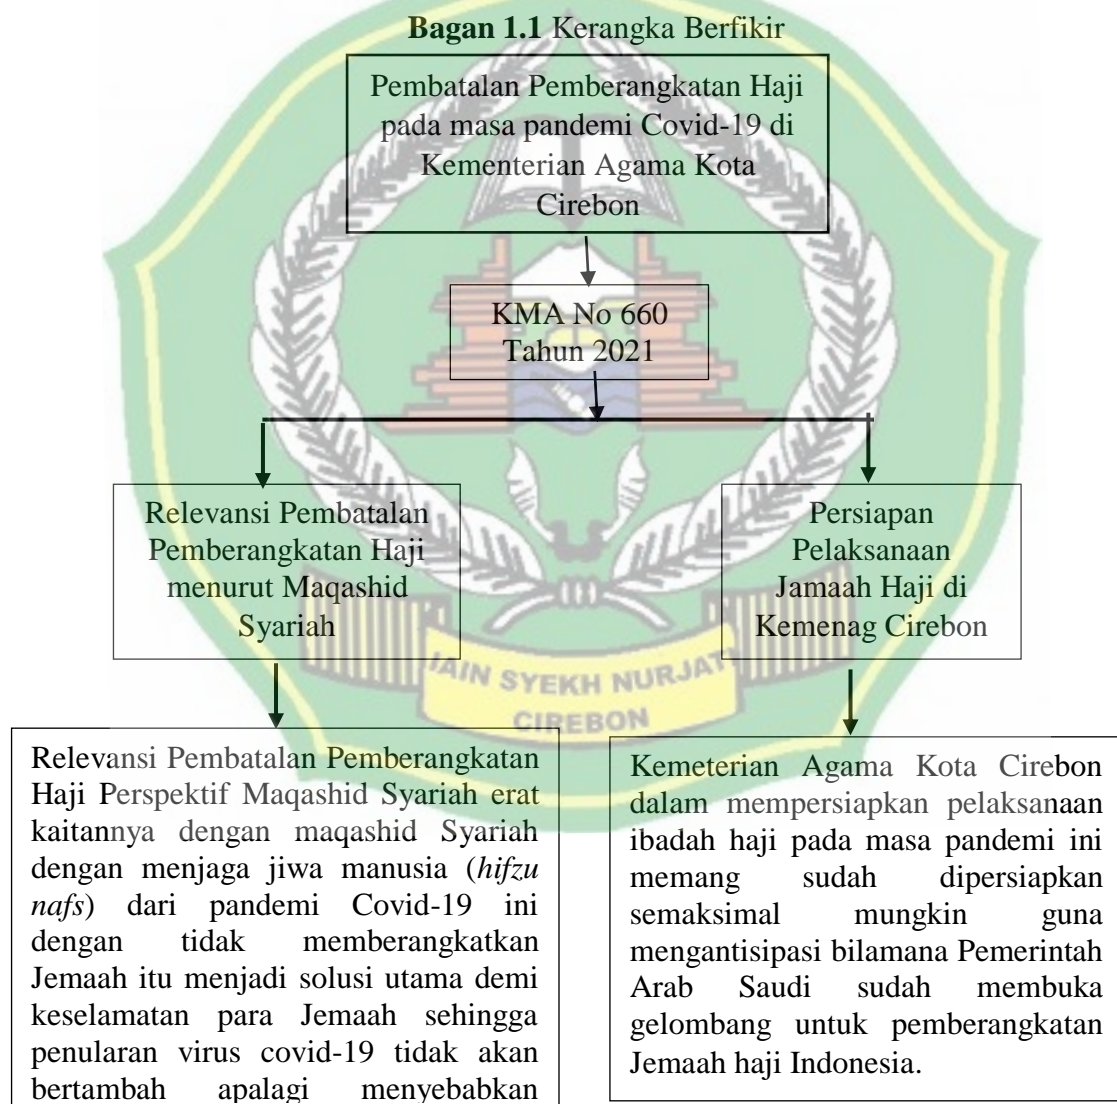 Bagan 1.1 Kerangka Berfikir
Pembatalan Pemberangkatan Haji
pada masa pandemi Covid-19 di
Kementerian Agama Kota
Cirebon
KMA No 660
Tahun 2021
Relevansi Pembatalan
Pemberangkatan Haji
menurut Maqashid
Syariah
Persiapan
Pelaksanaan
Jamaah Haji di
Kemenag Cirebon
IAIN SYEKH NURJATI
CIREBON
Relevansi Pembatalan Pemberangkatan
Haji Perspektif Maqashid Syariah erat
kaitannya dengan maqashid Syariah
dengan menjaga jiwa manusia (hifzu
nafs) dari pandemi Covid-19 ini
dengan tidak memberangkatkan
Jemaah itu menjadi solusi utama demi
keselamatan para Jemaah sehingga
penularan virus covid-19 tidak akan
bertambah apalagi menyebabkan
Kemeterian Agama Kota Cirebon
dalam mempersiapkan pelaksanaan
ibadah haji pada masa pandemi ini
memang sudah dipersiapkan
semaksimal mungkin guna
mengantisipasi bilamana Pemerintah
Arab Saudi sudah membuka
gelombang untuk pemberangkatan
Jemaah haji Indonesia.